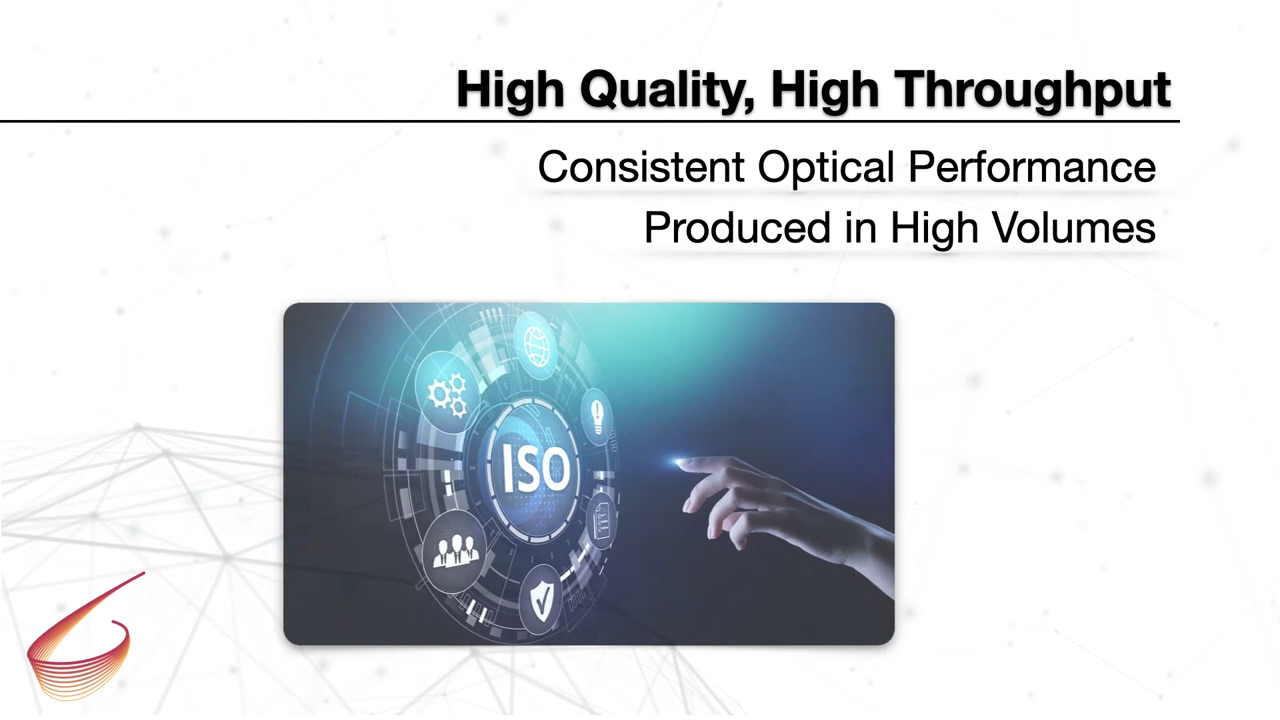 High Quality, High Throughput
Consistent Optical Performance
Produced in High Volumes
ISO